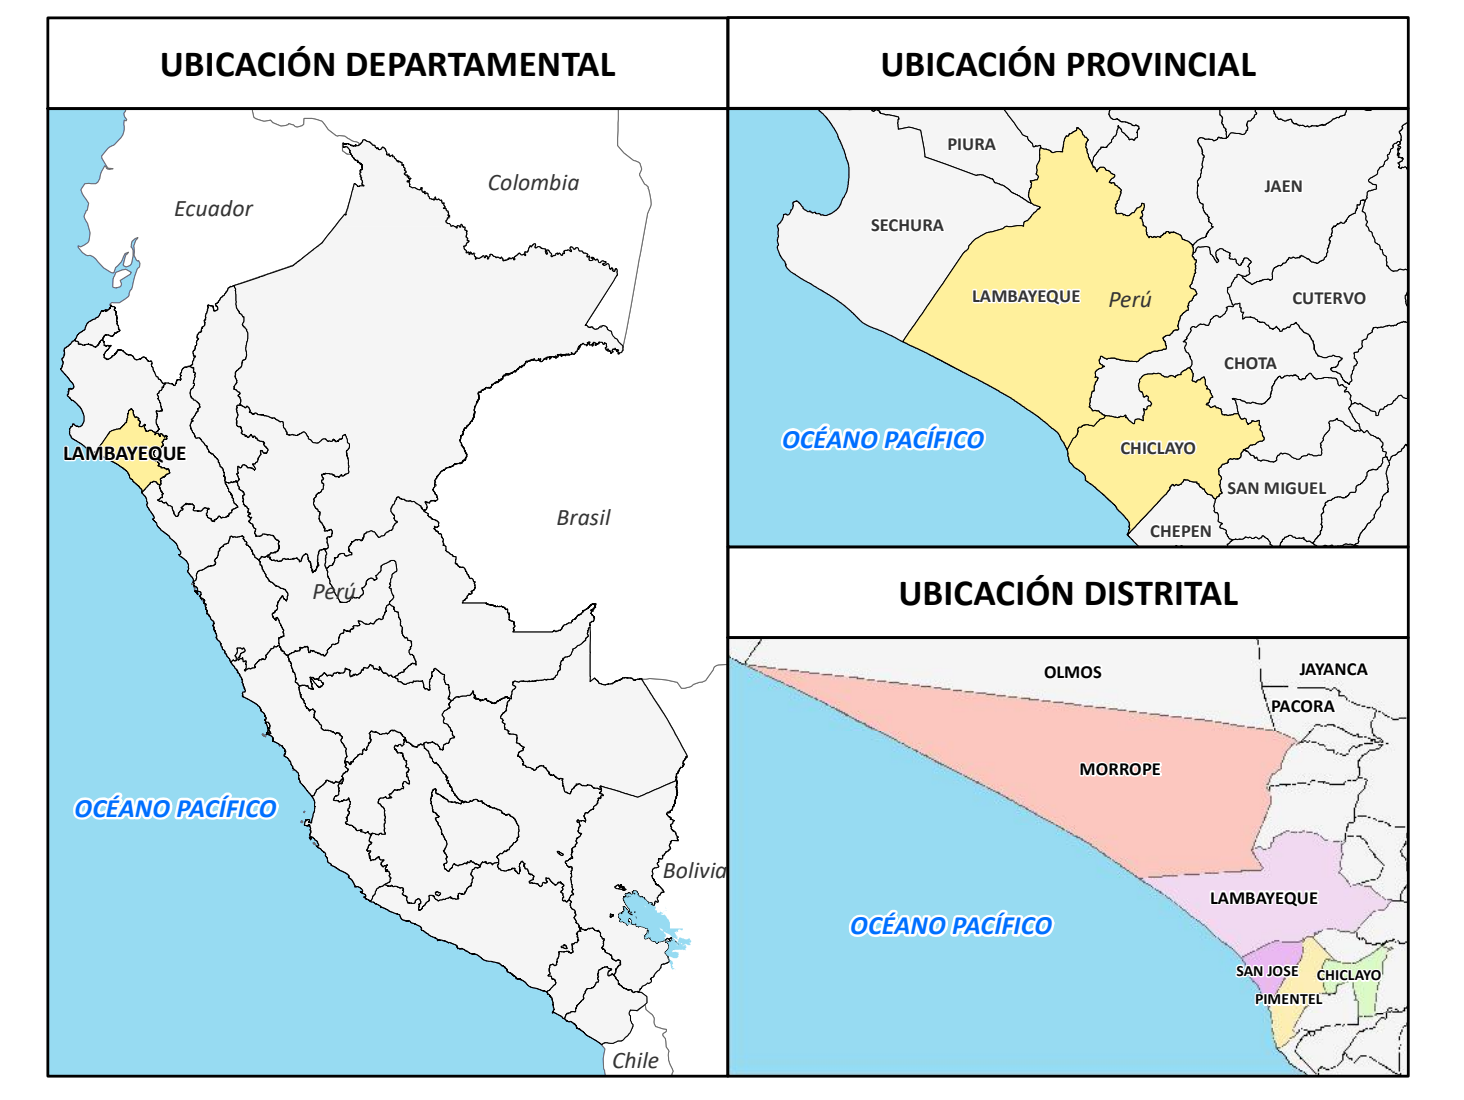 UBICACIÓN DEPARTAMENTAL
Ecuador
Colombia
LAMBAYEQUE
Brasil
Perú
OCÉANO PACÍFICO
Bolivia
Chile
UBICACIÓN PROVINCIAL
PIURA
JAEN
SECHURA
LAMBAYEQUE
Perú
CUTERVO
CHOTA
OCÉANO PACÍFICO
CHICLAYO
SAN MIGUEL
CHEPEN
UBICACIÓN DISTRITAL
OLMOS
JAYANCA
PACORA
MORROPE
LAMBAYEQUE
OCÉANO PACÍFICO
SAN JOSE
CHICLAYO
PIMENTEL